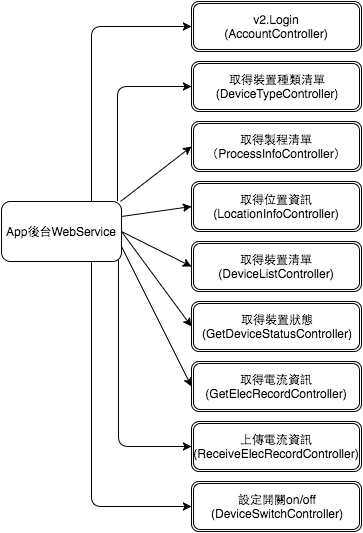 v2.Login
(AccountController)
取得裝置種類清單
(DeviceTypeController)
取得製程清單
(ProcessInfoController)
App後台WebService
取得位置資訊
(LocationInfoController)
取得裝置清單
(DeviceListController)
取得裝置狀態
(GetDeviceStatusController)
取得電流資訊
(GetElecRecordController)
上傳電流資訊
(ReceiveElecRecordController)
設定開關on/off
(DeviceSwitchController)